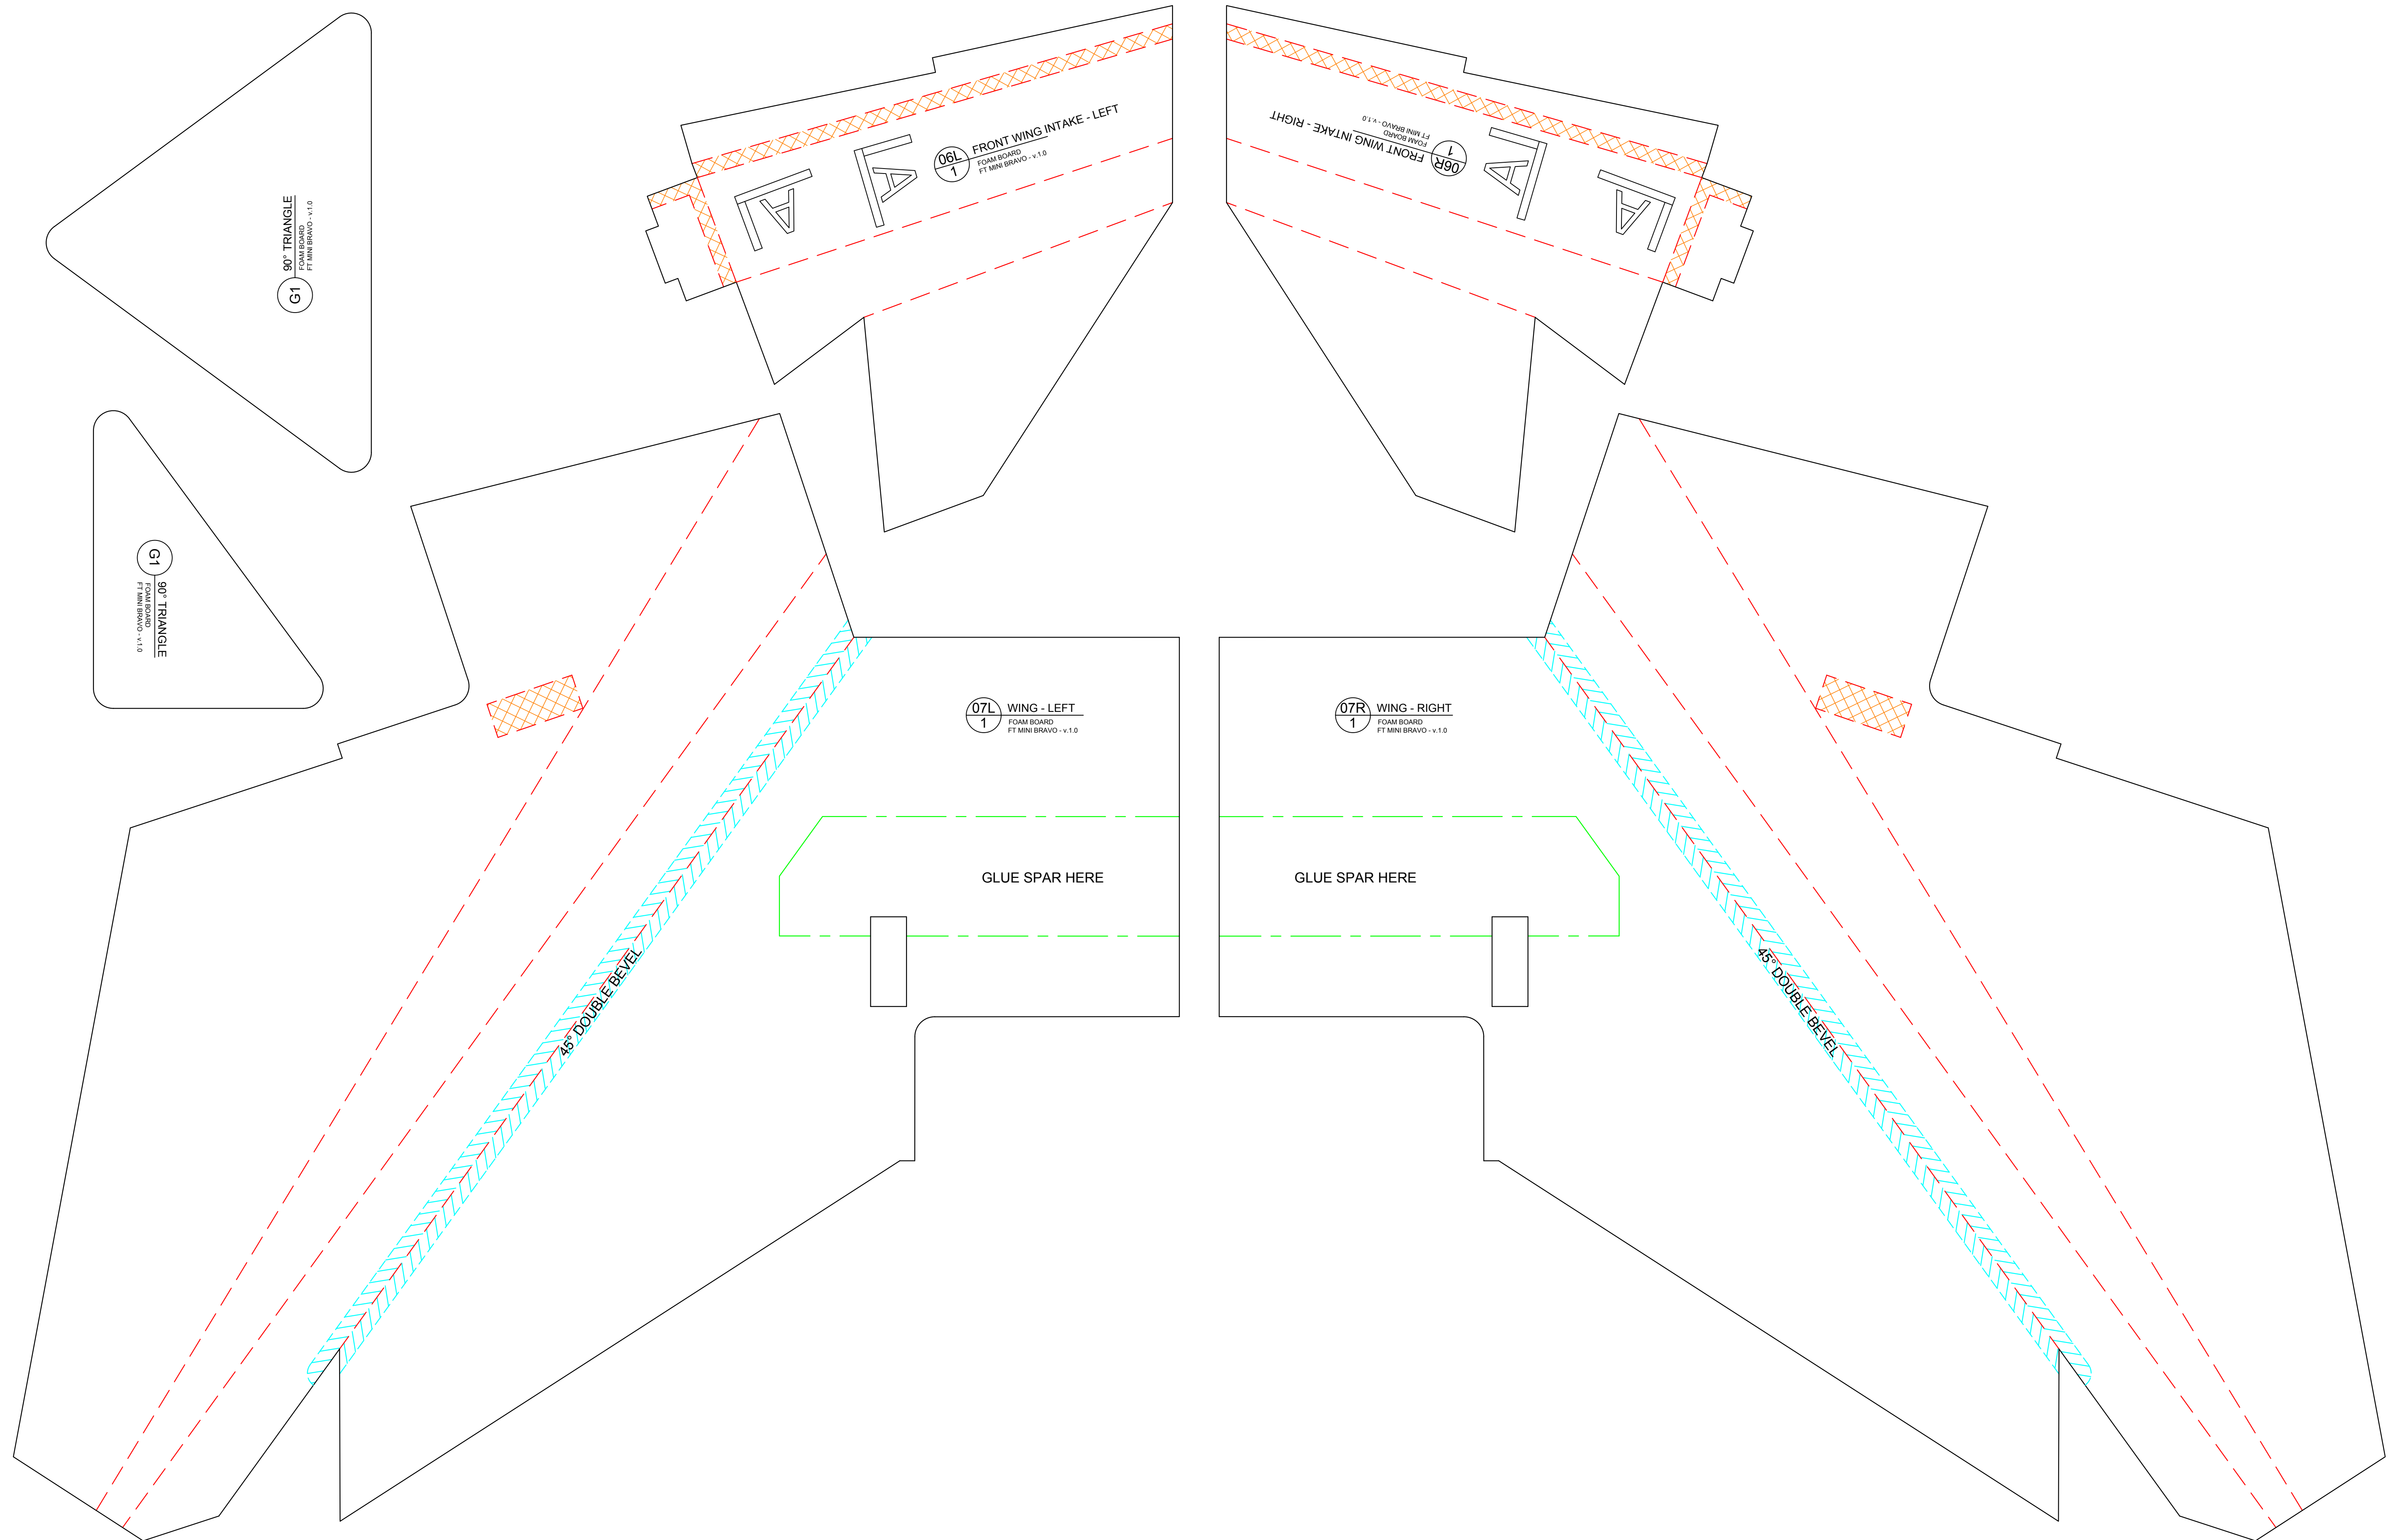 G1
90° TRIANGLE
FOAM BOARD
FT MINI BRAVO - v.1.0
G1
90° TRIANGLE
FOAM BOARD
FT MINI BRAVO - v.1.0
A
A
06L
1
FRONT WING INTAKE - LEFT
FOAM BOARD
FT MINI BRAVO - v.1.0
06R
1
FRONT WING INTAKE - RIGHT
FOAM BOARD
FT MINI BRAVO - v.1.0
A
A
07L
1
WING - LEFT
FOAM BOARD
FT MINI BRAVO - v.1.0
07R
1
WING - RIGHT
FOAM BOARD
FT MINI BRAVO - v.1.0
GLUE SPAR HERE
GLUE SPAR HERE
45° DOUBLE BEVEL
45° DOUBLE BEVEL